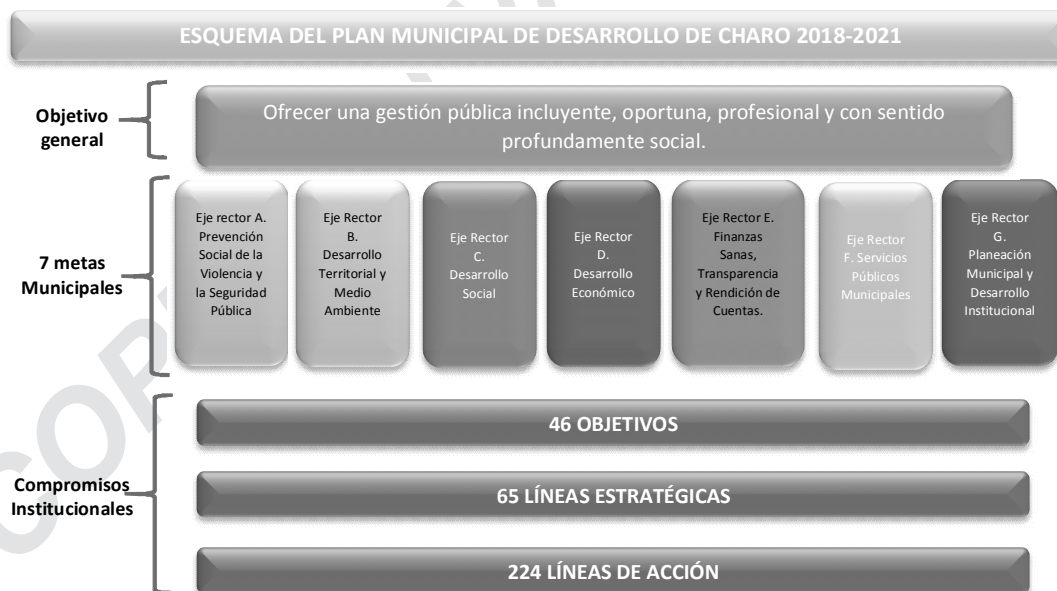 ESQUEMA DEL PLAN MUNICIPAL DE DESARROLLO DE CHARO 2018-2021
Objetivo
general
Ofrecer una gestión pública incluyente, oportuna, profesional y con sentido
profundamente social.
7 metas
Municipales
Eje rector A.
Prevención
Social de la
Violencia y
la Seguridad
Pública
Eje Rector
B.
Desarrollo
Territorial y
Medio
Ambiente
Eje Rector
C.
Desarrollo
Social
Eje Rector
D.
Desarrollo
Económico
Eje Rector E.
Finanzas
Sanas,
Transparencia
y Rendición de
Cuentas.
Eje Rector
F. Servicios
Públicos
Municipales
Eje Rector
G.
Planeación
Municipal y
Desarrollo
Institucional
Compromisos
Institucionales
46 OBJETIVOS
65 LÍNEAS ESTRATÉGICAS
224 LÍNEAS DE ACCIÓN